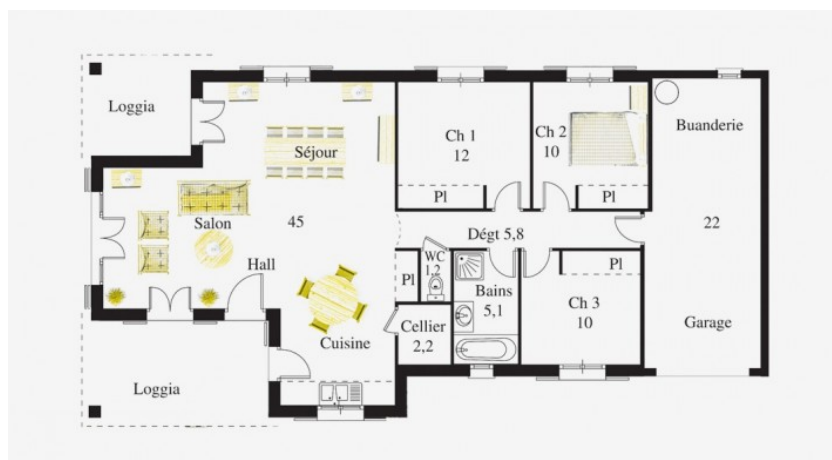 Loggia
Séjour
Ch 1
12
Ch 2
10
Buanderie
Pl
Pl
Salon
45
Dégt 5,8
22
Hall
WC
1,2
Pl
Bains
5,1
Pl
Ch 3
10
Cellier
2,2
Cuisine
Garage
Loggia